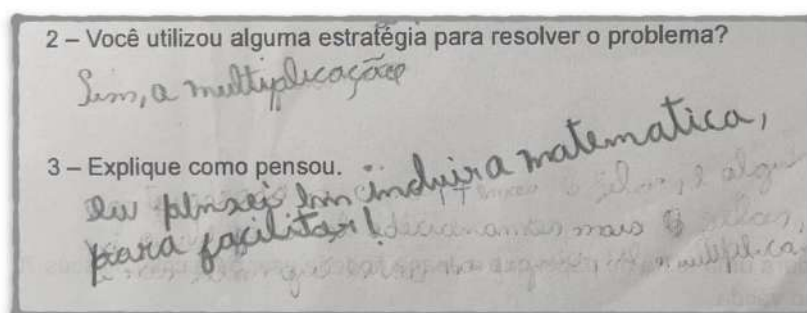 2 – Você utilizou alguma estratégia para resolver o problema?
Sim, a multiplicação
3 – Explique como pensou.
eu pensei em incluir a matematica,
para facilitar!